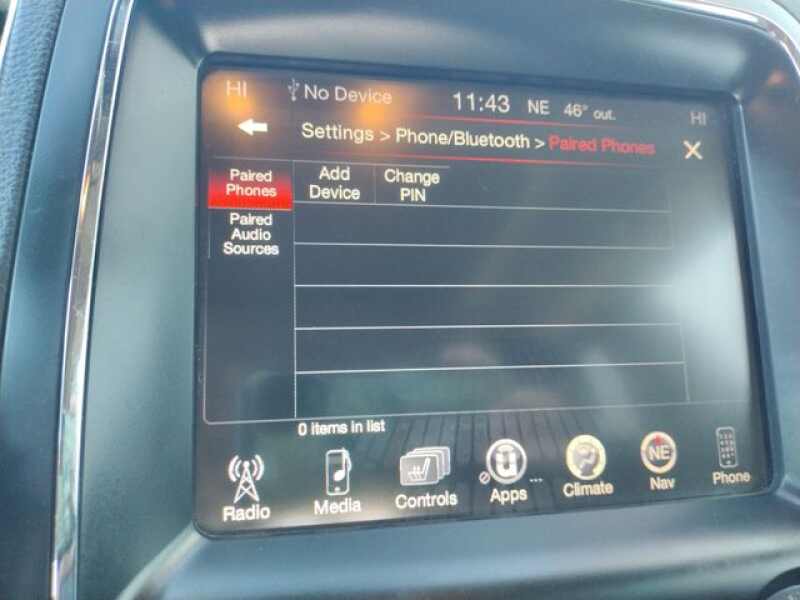 HI No Device 11:43 NE 46° out. HI
Settings > Phone/Bluetooth > Paired Phones
Paired
Phones
Add
Device
Change
PIN
Paired
Audio
Sources
0 items in list
Radio
Media
Controls
Apps
Climate
NE
Nav
Phone